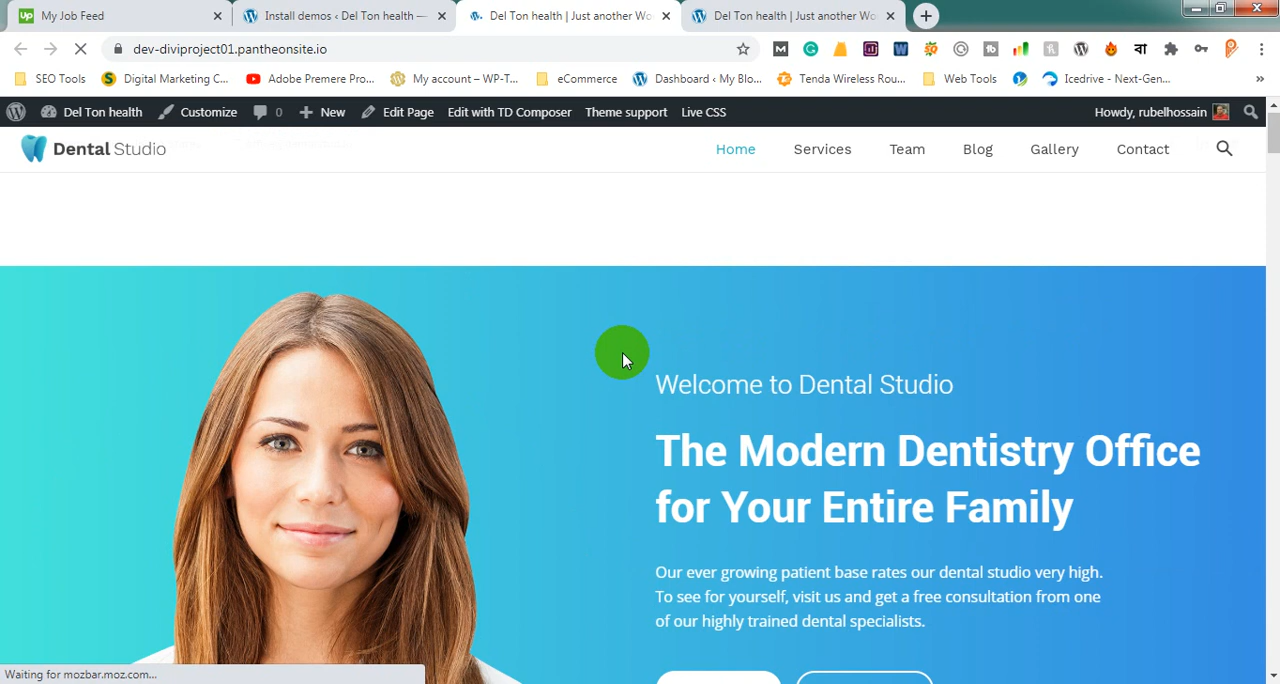 My Job Feed
Install demos ‹ Del Ton health —
Del Ton health | Just another Wo
Del Ton health | Just another Wo
dev-diviproject01.pantheonsite.io
SEO Tools
Digital Marketing C...
Adobe Premere Pro...
My account – WP-T...
eCommerce
Dashboard ‹ My Blo...
Tenda Wireless Rou...
Web Tools
Icedrive - Next-Gen...
»
Del Ton health
Customize
0
New
Edit Page
Edit with TD Composer
Theme support
Live CSS
Howdy, rubelhossain
Dental Studio
Home
Services
Team
Blog
Gallery
Contact
Welcome to Dental Studio
The Modern Dentistry Office
for Your Entire Family
Our ever growing patient base rates our dental studio very high.
To see for yourself, visit us and get a free consultation from one
of our highly trained dental specialists.
Waiting for mozbar.moz.com...